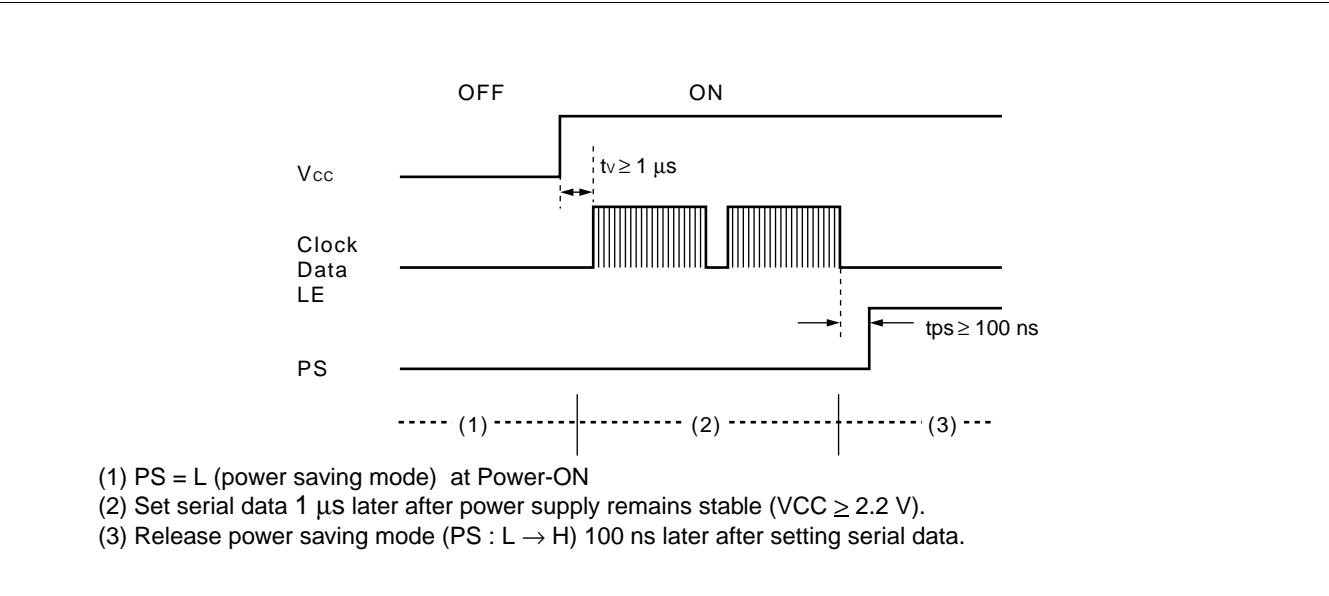 OFF ON
Vcc
tv ≥ 1 μs
Clock
Data
LE
tps ≥ 100 ns
PS
(1) (2) (3)
(1) PS = L (power saving mode) at Power-ON
(2) Set serial data 1 μs later after power supply remains stable (VCC ≥ 2.2 V).
(3) Release power saving mode (PS : L → H) 100 ns later after setting serial data.